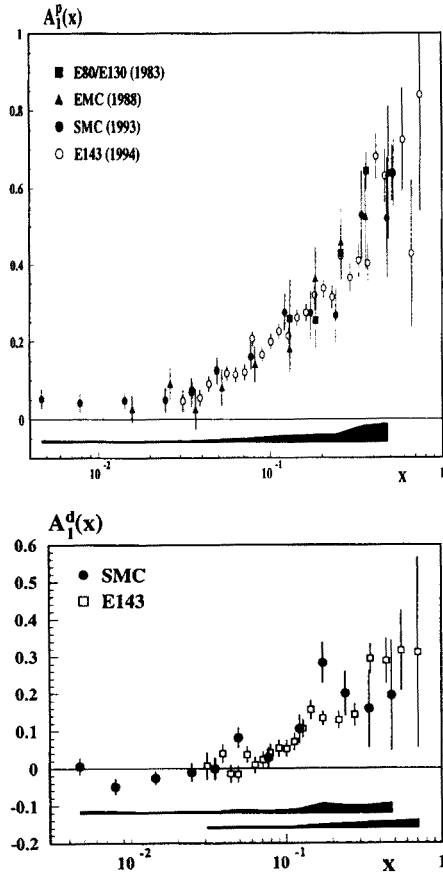 A₁ᵖ(x)
1
0.8
0.6
0.4
0.2
0
E80/E130 (1983)
EMC (1988)
SMC (1993)
E143 (1994)
10⁻² 10⁻¹ 1
X
A₁ᵈ(x)
0.6
0.5
0.4
0.3
0.2
0.1
0
-0.1
-0.2
SMC
E143
10⁻² 10⁻¹ 1
X